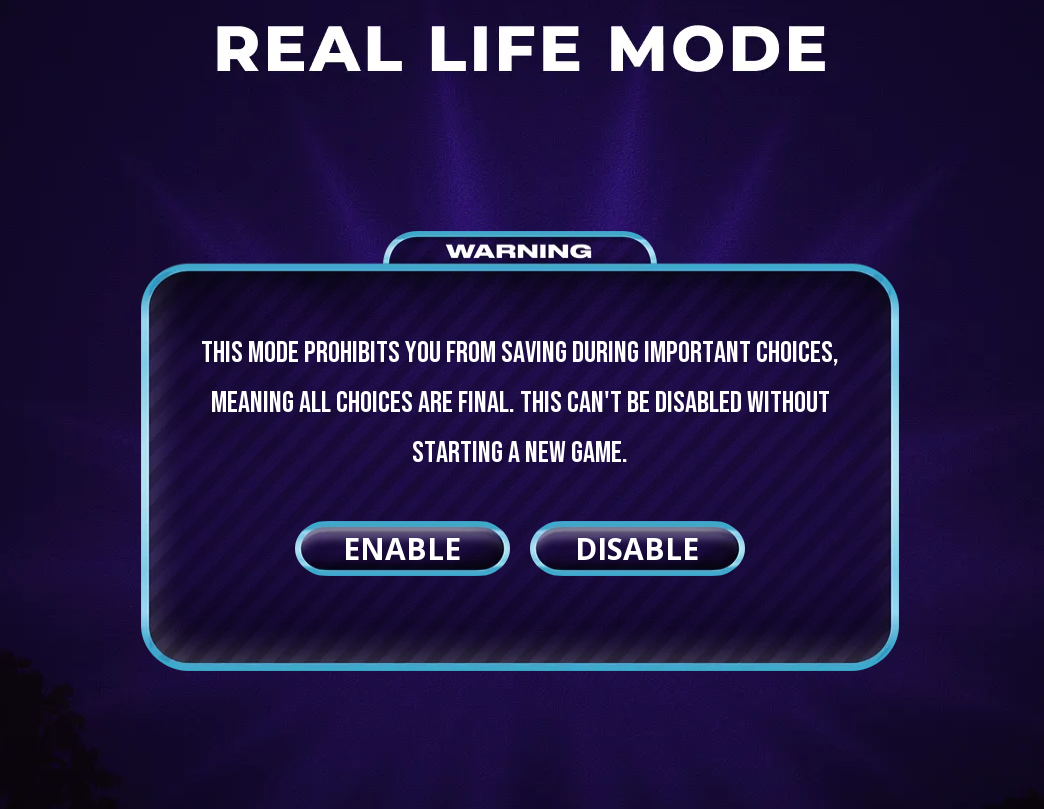 REAL LIFE MODE
WARNING
THIS MODE PROHIBITS YOU FROM SAVING DURING IMPORTANT CHOICES,
MEANING ALL CHOICES ARE FINAL. THIS CAN'T BE DISABLED WITHOUT
STARTING A NEW GAME.
ENABLE DISABLE